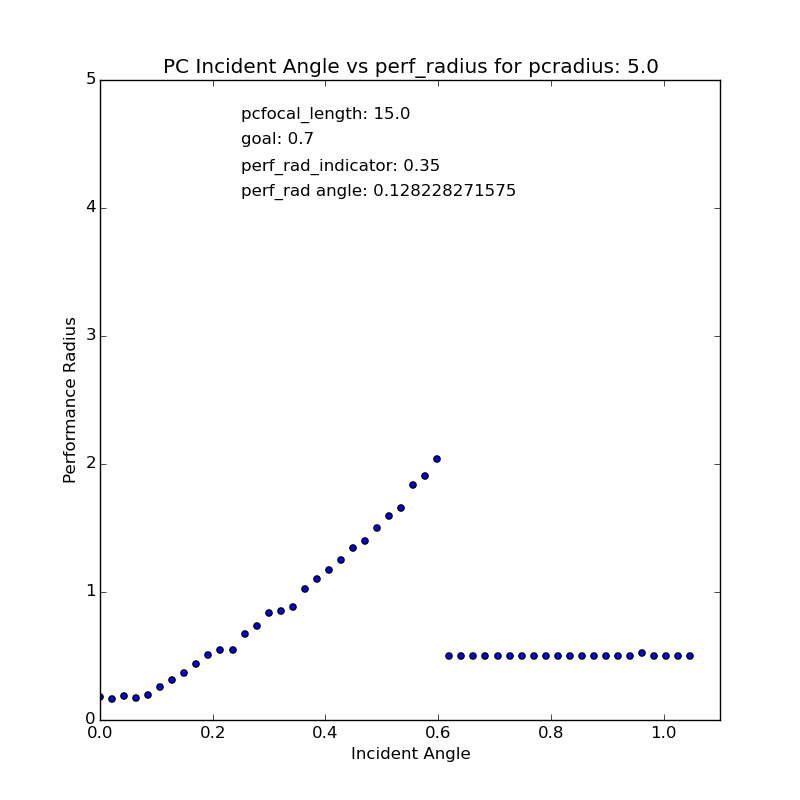 PC Incident Angle vs perf_radius for pcradius: 5.0
pcfocal_length: 15.0
goal: 0.7
perf_rad_indicator: 0.35
perf_rad angle: 0.128228271575
Performance Radius
5
4
3
2
1
0
0.0 0.2 0.4 0.6 0.8 1.0
Incident Angle